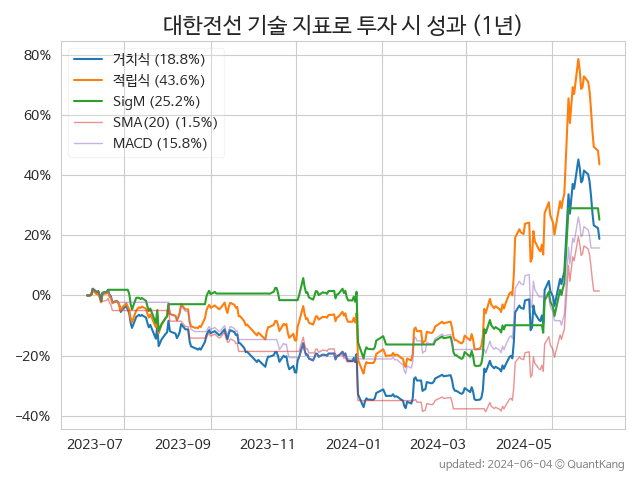 대한전선 기술 지표로 투자 시 성과 (1년)
80%
60%
40%
20%
0%
−20%
−40%
거치식 (18.8%)
적립식 (43.6%)
SigM (25.2%)
SMA(20) (1.5%)
MACD (15.8%)
2023−07 2023−09 2023−11 2024−01 2024−03 2024−05
updated: 2024-06-04 ⓒ QuantKang